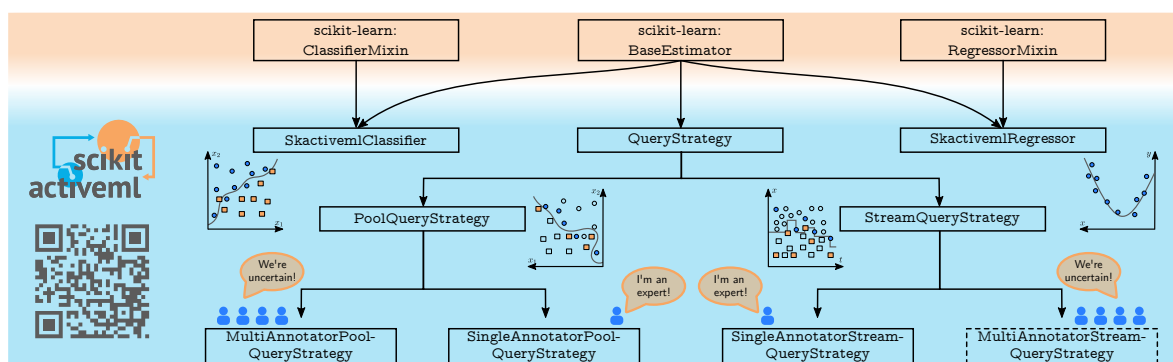 scikit-learn:
ClassifierMixin
scikit-learn:
BaseEstimator
scikit-learn:
RegressorMixin
SkactivemlClassifier
QueryStrategy
SkactivemlRegressor
scikit
activeml
x₂
x₁
PoolQueryStrategy
x₂
x₁
x
t
StreamQueryStrategy
y
x
We're
uncertain!
I'm an
expert!
I'm an
expert!
We're
uncertain!
MultiAnnotatorPool-
QueryStrategy
SingleAnnotatorPool-
QueryStrategy
SingleAnnotatorStream-
QueryStrategy
MultiAnnotatorStream-
QueryStrategy